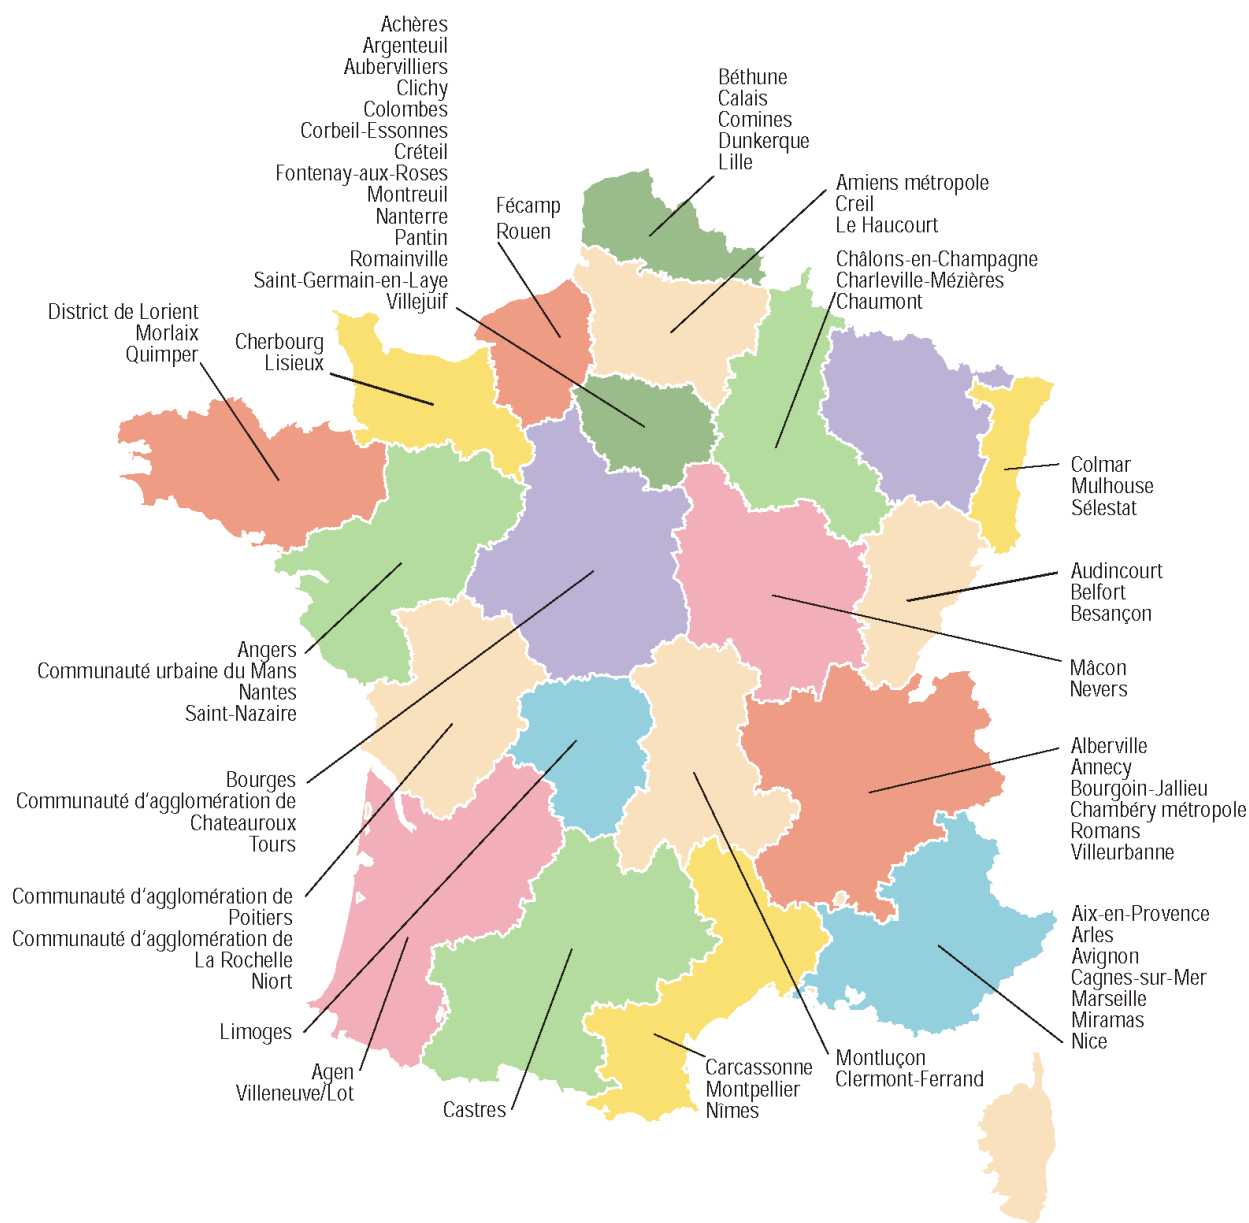 Achères
Argenteuil
Aubervilliers
Clichy
Colombes
Corbeil-Essonnes
Créteil
Fontenay-aux-Roses
Montreuil
Nanterre
Pantin
Romainville
Saint-Germain-en-Laye
Villejuif
Béthune
Calais
Comines
Dunkerque
Lille
Amiens métropole
Creil
Le Haucourt
Fécamp
Rouen
Châlons-en-Champagne
Charleville-Mézières
Chaumont
District de Lorient
Morlaix
Quimper
Cherbourg
Lisieux
Colmar
Mulhouse
Sélestat
Audincourt
Belfort
Besançon
Angers
Communauté urbaine du Mans
Nantes
Saint-Nazaire
Mâcon
Nevers
Bourges
Communauté d'agglomération de
Chateauroux
Tours
Alberville
Annecy
Bourgoin-Jallieu
Chambéry métropole
Romans
Villeurbanne
Communauté d'agglomération de
Poitiers
Communauté d'agglomération de
La Rochelle
Niort
Aix-en-Provence
Arles
Avignon
Cagnes-sur-Mer
Marseille
Miramas
Nice
Limoges
Agen
Villeneuve/Lot
Castres
Carcassonne
Montpellier
Nîmes
Montluçon
Clermont-Ferrand